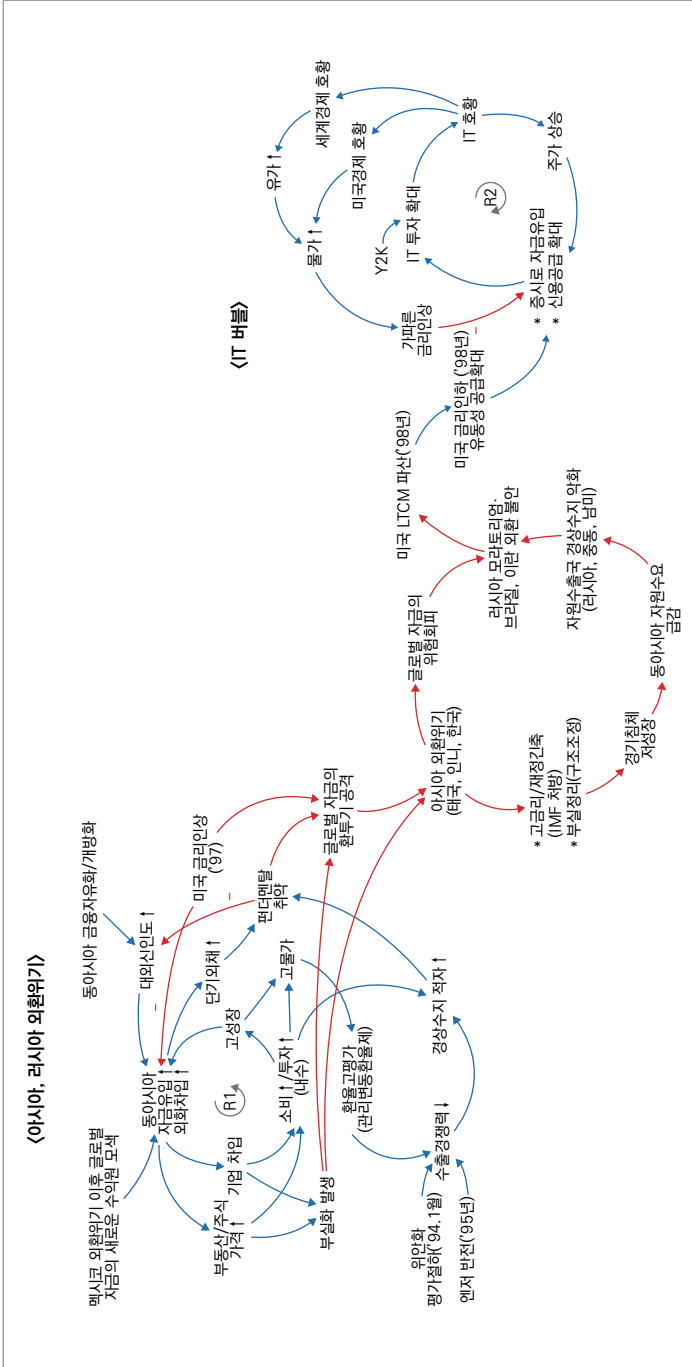 〈아시아, 러시아 외환위기〉
멕시코 외환위기 이후 글로벌
자금의 새로운 수익원 모색
동아시아 금융자유화/개방화
대외신인도↑
–
동아시아
자금유입↑
외화차입↑
미국 금리인상
('97)
–
단기외채↑
펀더멘탈
취약
고성장
R1
기업 차입
부동산/주식
가격↑
소비↑/투자↑
(내수)
고물가
부실화 발생
글로벌 자금의
환투기 공격
환율고평가
(관리변동환율제)
위안화
평가절하('94.1월)
엔저 반전('95년)
수출경쟁력↓
경상수지 적자↑
아시아 외환위기
(태국, 인니, 한국)
글로벌 자금의
위험회피
* 고금리/재정긴축
(IMF 처방)
* 부실정리(구조조정)
경기침체
저성장
동아시아 자원수요
급감
자원수출국 경상수지 악화
(러시아, 중동, 남미)
러시아 모라토리엄·
브라질, 이란 외환 불안
미국 LTCM 파산('98년)
〈IT 버블〉
미국 금리인하('98년)
유동성 공급확대
가파른
금리인상
–
* 증시로 자금유입
* 신용공급 확대
물가↑
유가↑
세계경제 호황
미국경제 호황
Y2K
IT 투자 확대
IT 호황
R2
주가 상승